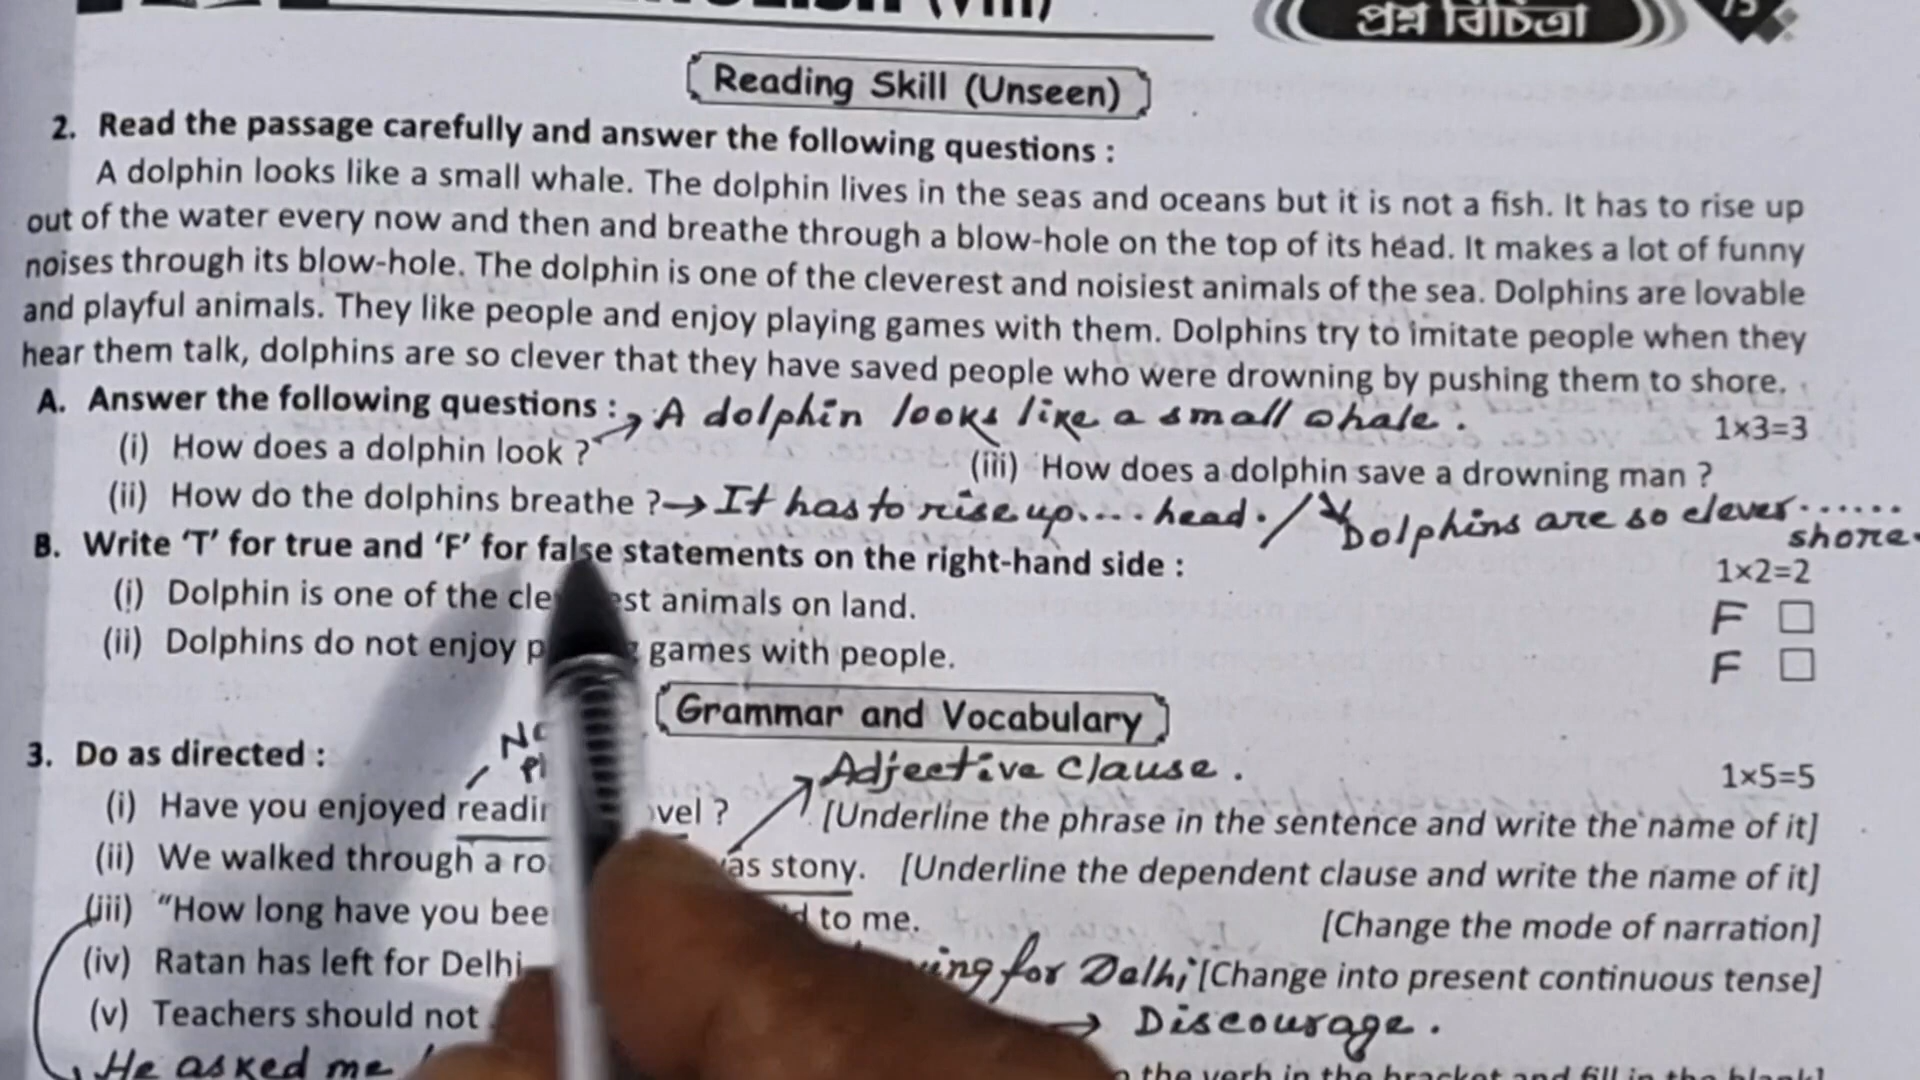 (VIII)
প্রশ্ন বিচিত্রা
Reading Skill (Unseen)
2. Read the passage carefully and answer the following questions :
A dolphin looks like a small whale. The dolphin lives in the seas and oceans but it is not a fish. It has to rise up
out of the water every now and then and breathe through a blow-hole on the top of its head. It makes a lot of funny
noises through its blow-hole. The dolphin is one of the cleverest and noisiest animals of the sea. Dolphins are lovable
and playful animals. They like people and enjoy playing games with them. Dolphins try to imitate people when they
hear them talk, dolphins are so clever that they have saved people who were drowning by pushing them to shore.
A. Answer the following questions : → A dolphin looks like a small whale. 1×3=3
(i) How does a dolphin look ? (iii) How does a dolphin save a drowning man ?
(ii) How do the dolphins breathe ? → It has to rise up.... head. / Dolphins are so clever......
shore.
B. Write ‘T’ for true and ‘F’ for false statements on the right-hand side : 1×2=2
(i) Dolphin is one of the animals on land. F
(ii) Dolphins do not enjoy games with people. F
Grammar and Vocabulary
3. Do as directed : Adjective clause. 1×5=5
(i) Have you enjoyed ? [Underline the phrase in the sentence and write the name of it]
(ii) We walked through a stony. [Underline the dependent clause and write the name of it]
(iii) “How long have you to me. [Change the mode of narration]
(iv) Ratan has left for Delhi for Delhi [Change into present continuous tense]
(v) Teachers should not → Discourage.
He asked me
the verb in the bracket and fill in the blank]